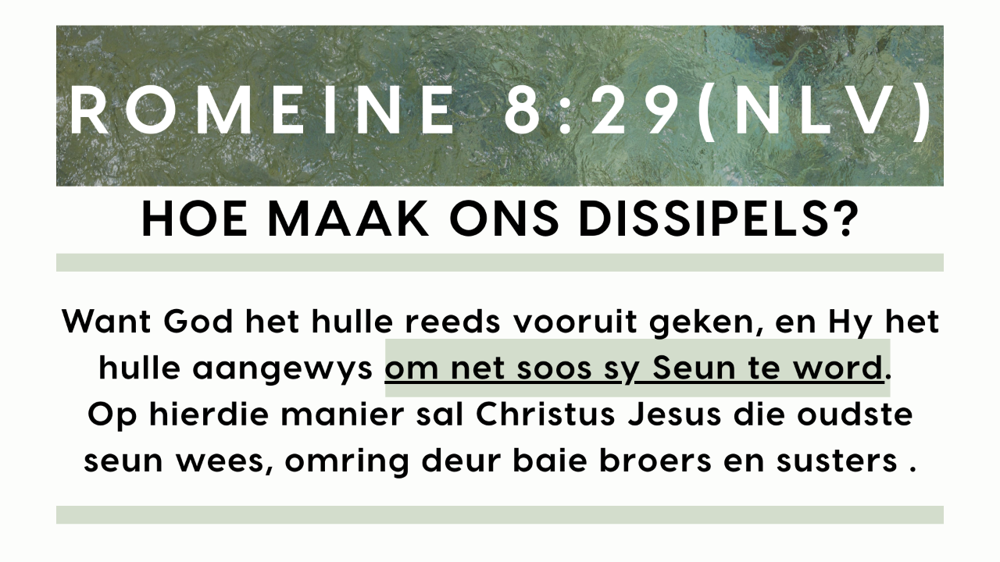 ROMEINE 8:29(NLV)
HOE MAAK ONS DISSIPELS?
Want God het hulle reeds vooruit geken, en Hy het
hulle aangewys om net soos sy Seun te word.
Op hierdie manier sal Christus Jesus die oudste
seun wees, omring deur baie broers en susters .